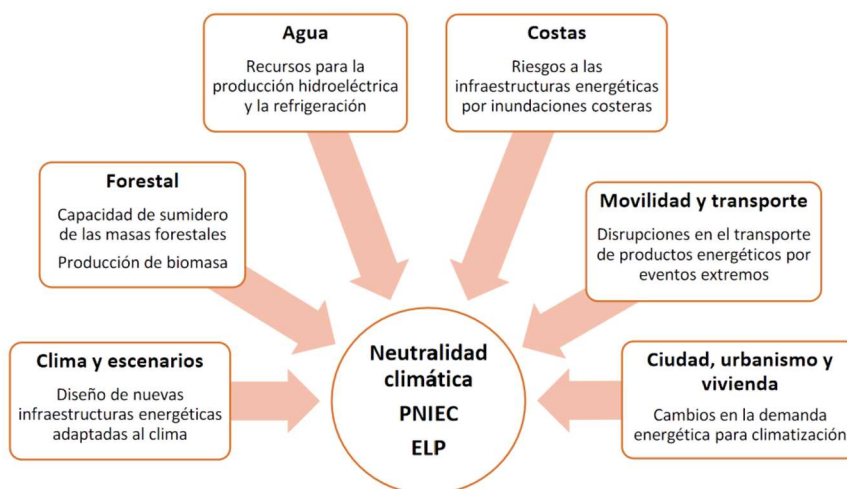 Agua
Recursos para la
producción hidroeléctrica
y la refrigeración
Costas
Riesgos a las
infraestructuras energéticas
por inundaciones costeras
Forestal
Capacidad de sumidero
de las masas forestales
Producción de biomasa
Movilidad y transporte
Disrupciones en el transporte
de productos energéticos por
eventos extremos
Clima y escenarios
Diseño de nuevas
infraestructuras energéticas
adaptadas al clima
Neutralidad
climática
PNIEC
ELP
Ciudad, urbanismo y
vivienda
Cambios en la demanda
energética para climatización